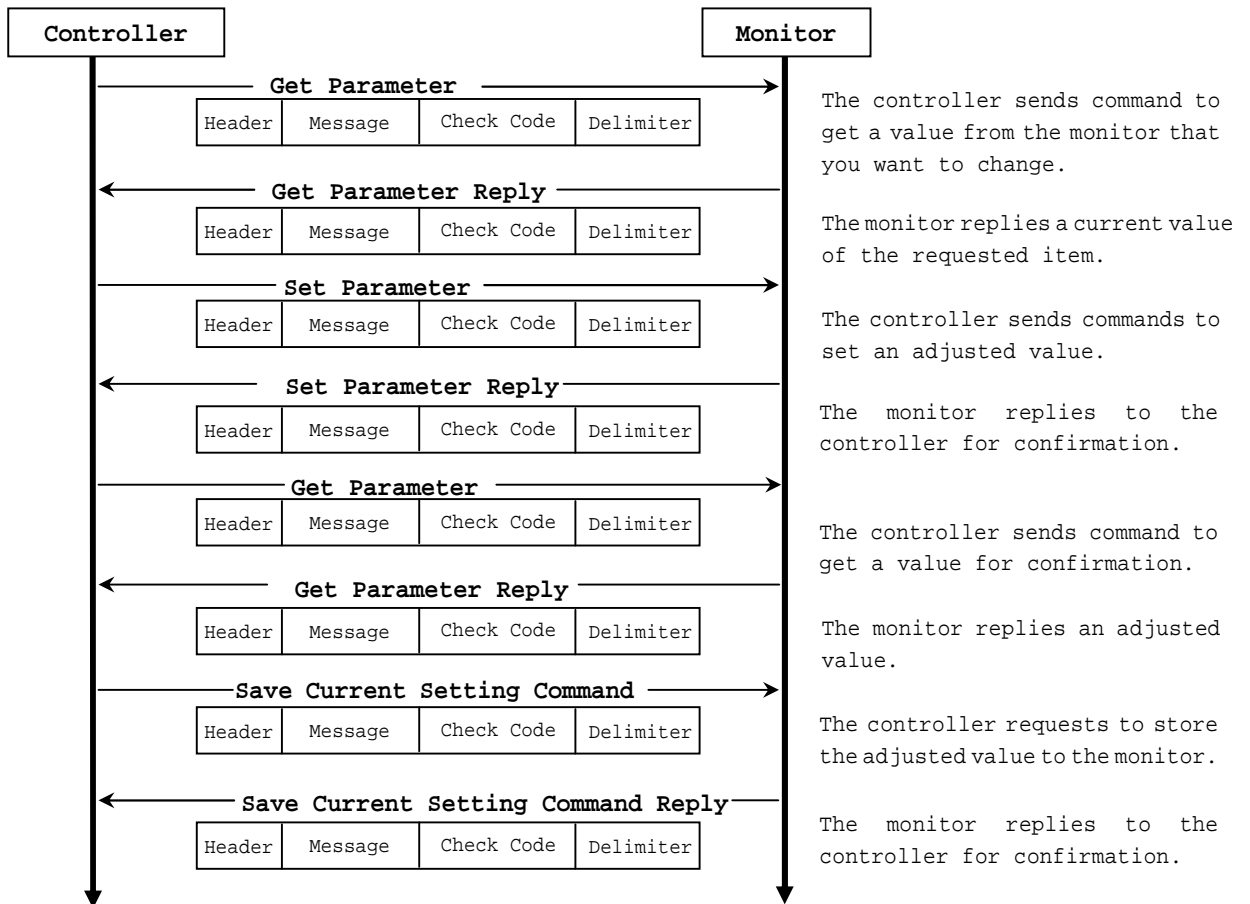 Controller
Monitor
Get Parameter
Header Message Check Code Delimiter
The controller sends command to
get a value from the monitor that
you want to change.
Get Parameter Reply
Header Message Check Code Delimiter
The monitor replies a current value
of the requested item.
Set Parameter
Header Message Check Code Delimiter
The controller sends commands to
set an adjusted value.
Set Parameter Reply
Header Message Check Code Delimiter
The monitor replies to the
controller for confirmation.
Get Parameter
Header Message Check Code Delimiter
The controller sends command to
get a value for confirmation.
Get Parameter Reply
Header Message Check Code Delimiter
The monitor replies an adjusted
value.
Save Current Setting Command
Header Message Check Code Delimiter
The controller requests to store
the adjusted value to the monitor.
Save Current Setting Command Reply
Header Message Check Code Delimiter
The monitor replies to the
controller for confirmation.